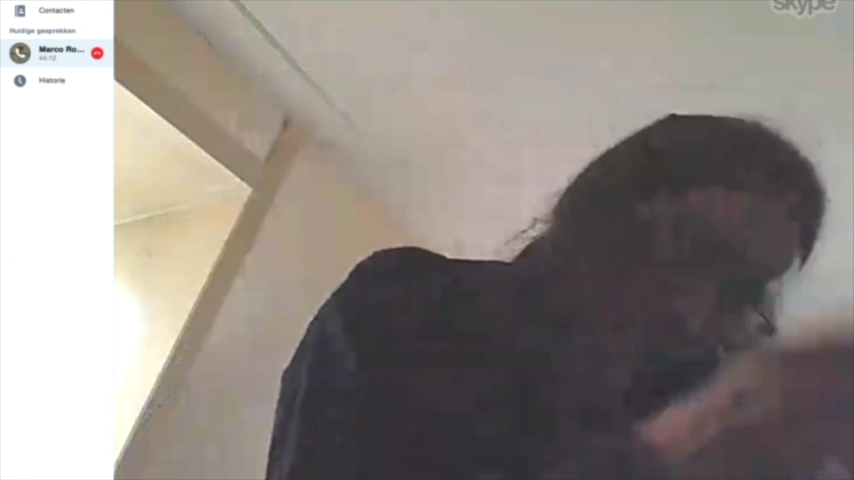 Contacten
Huidige gesprekken
Marco Ro...
44:12
Historie
skype